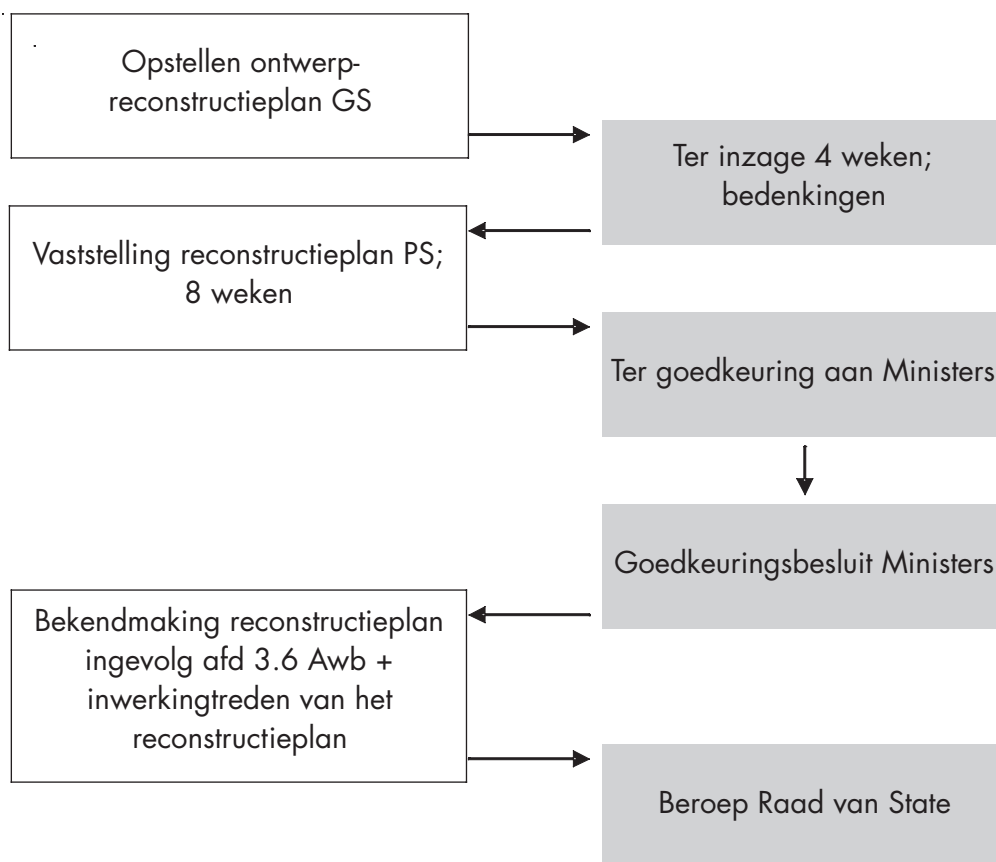 Opstellen ontwerp-
reconstructieplan GS
Ter inzage 4 weken;
bedenkingen
Vaststelling reconstructieplan PS;
8 weken
Ter goedkeuring aan Ministers
Goedkeuringsbesluit Ministers
Bekendmaking reconstructieplan
ingevolg afd 3.6 Awb +
inwerkingtreden van het
reconstructieplan
Beroep Raad van State